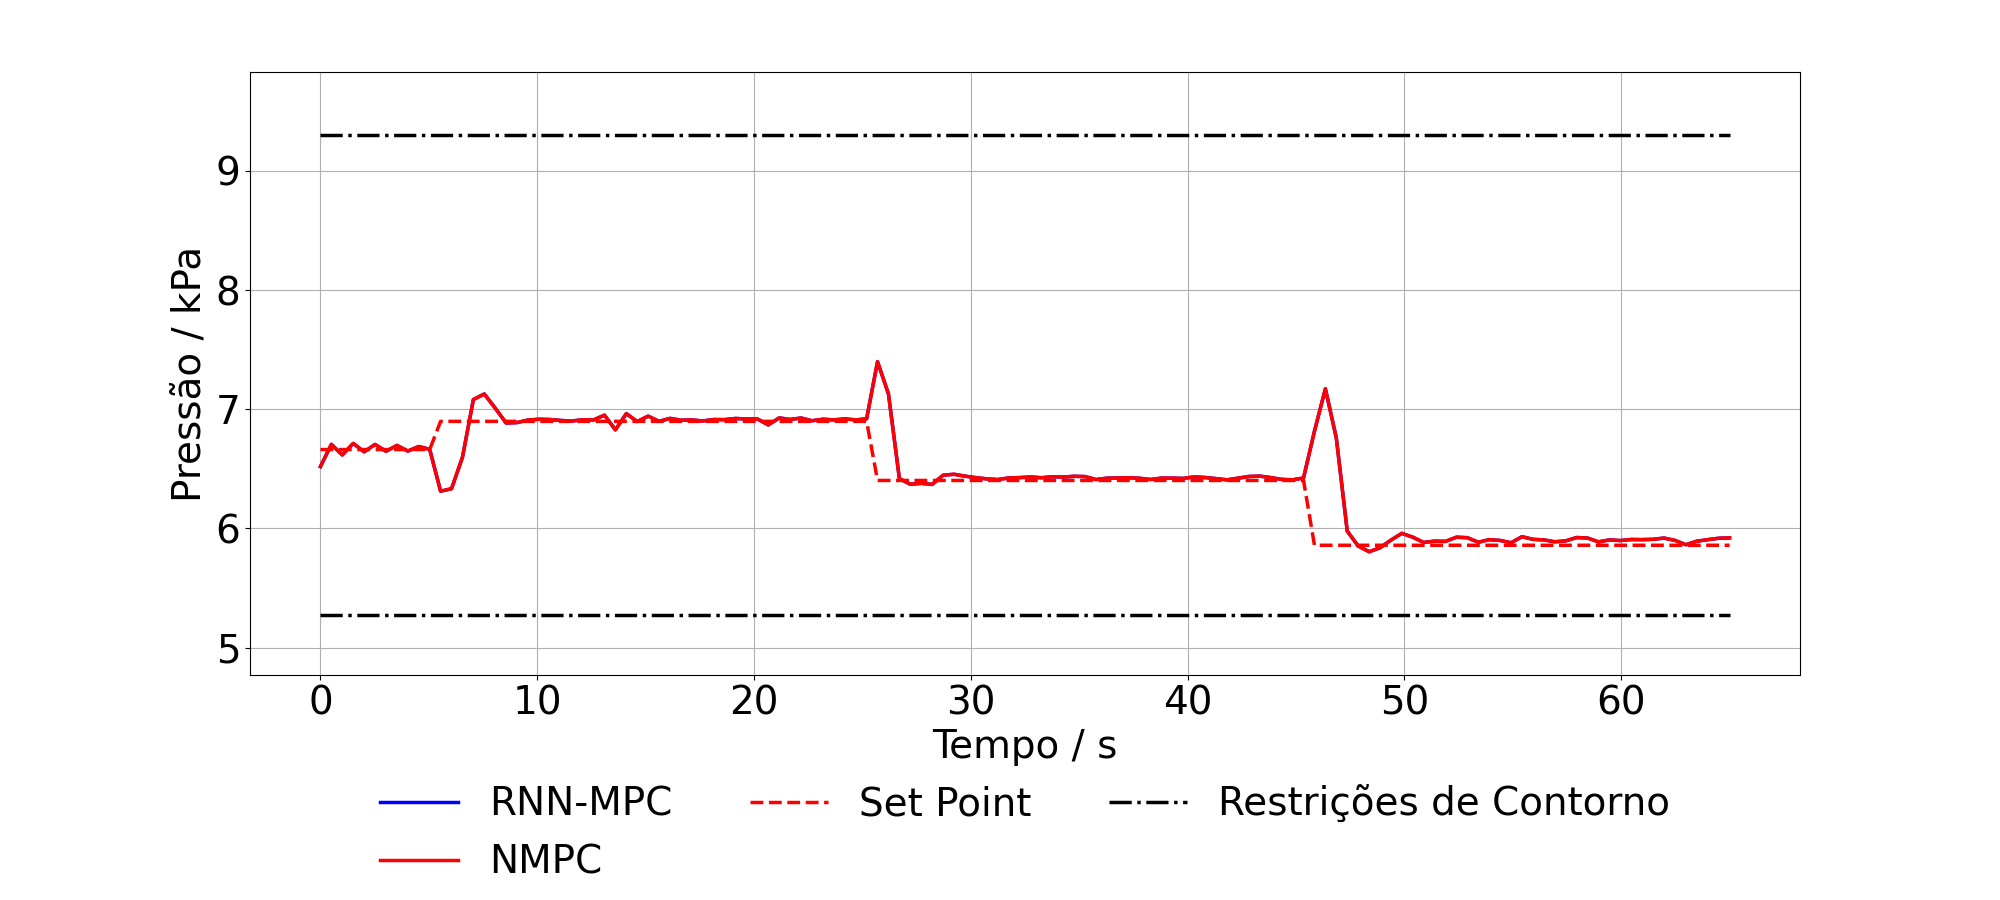 9
8
7
6
5
Pressão / kPa
0 10 20 30 40 50 60
Tempo / s
RNN-MPC Set Point Restrições de Contorno
NMPC